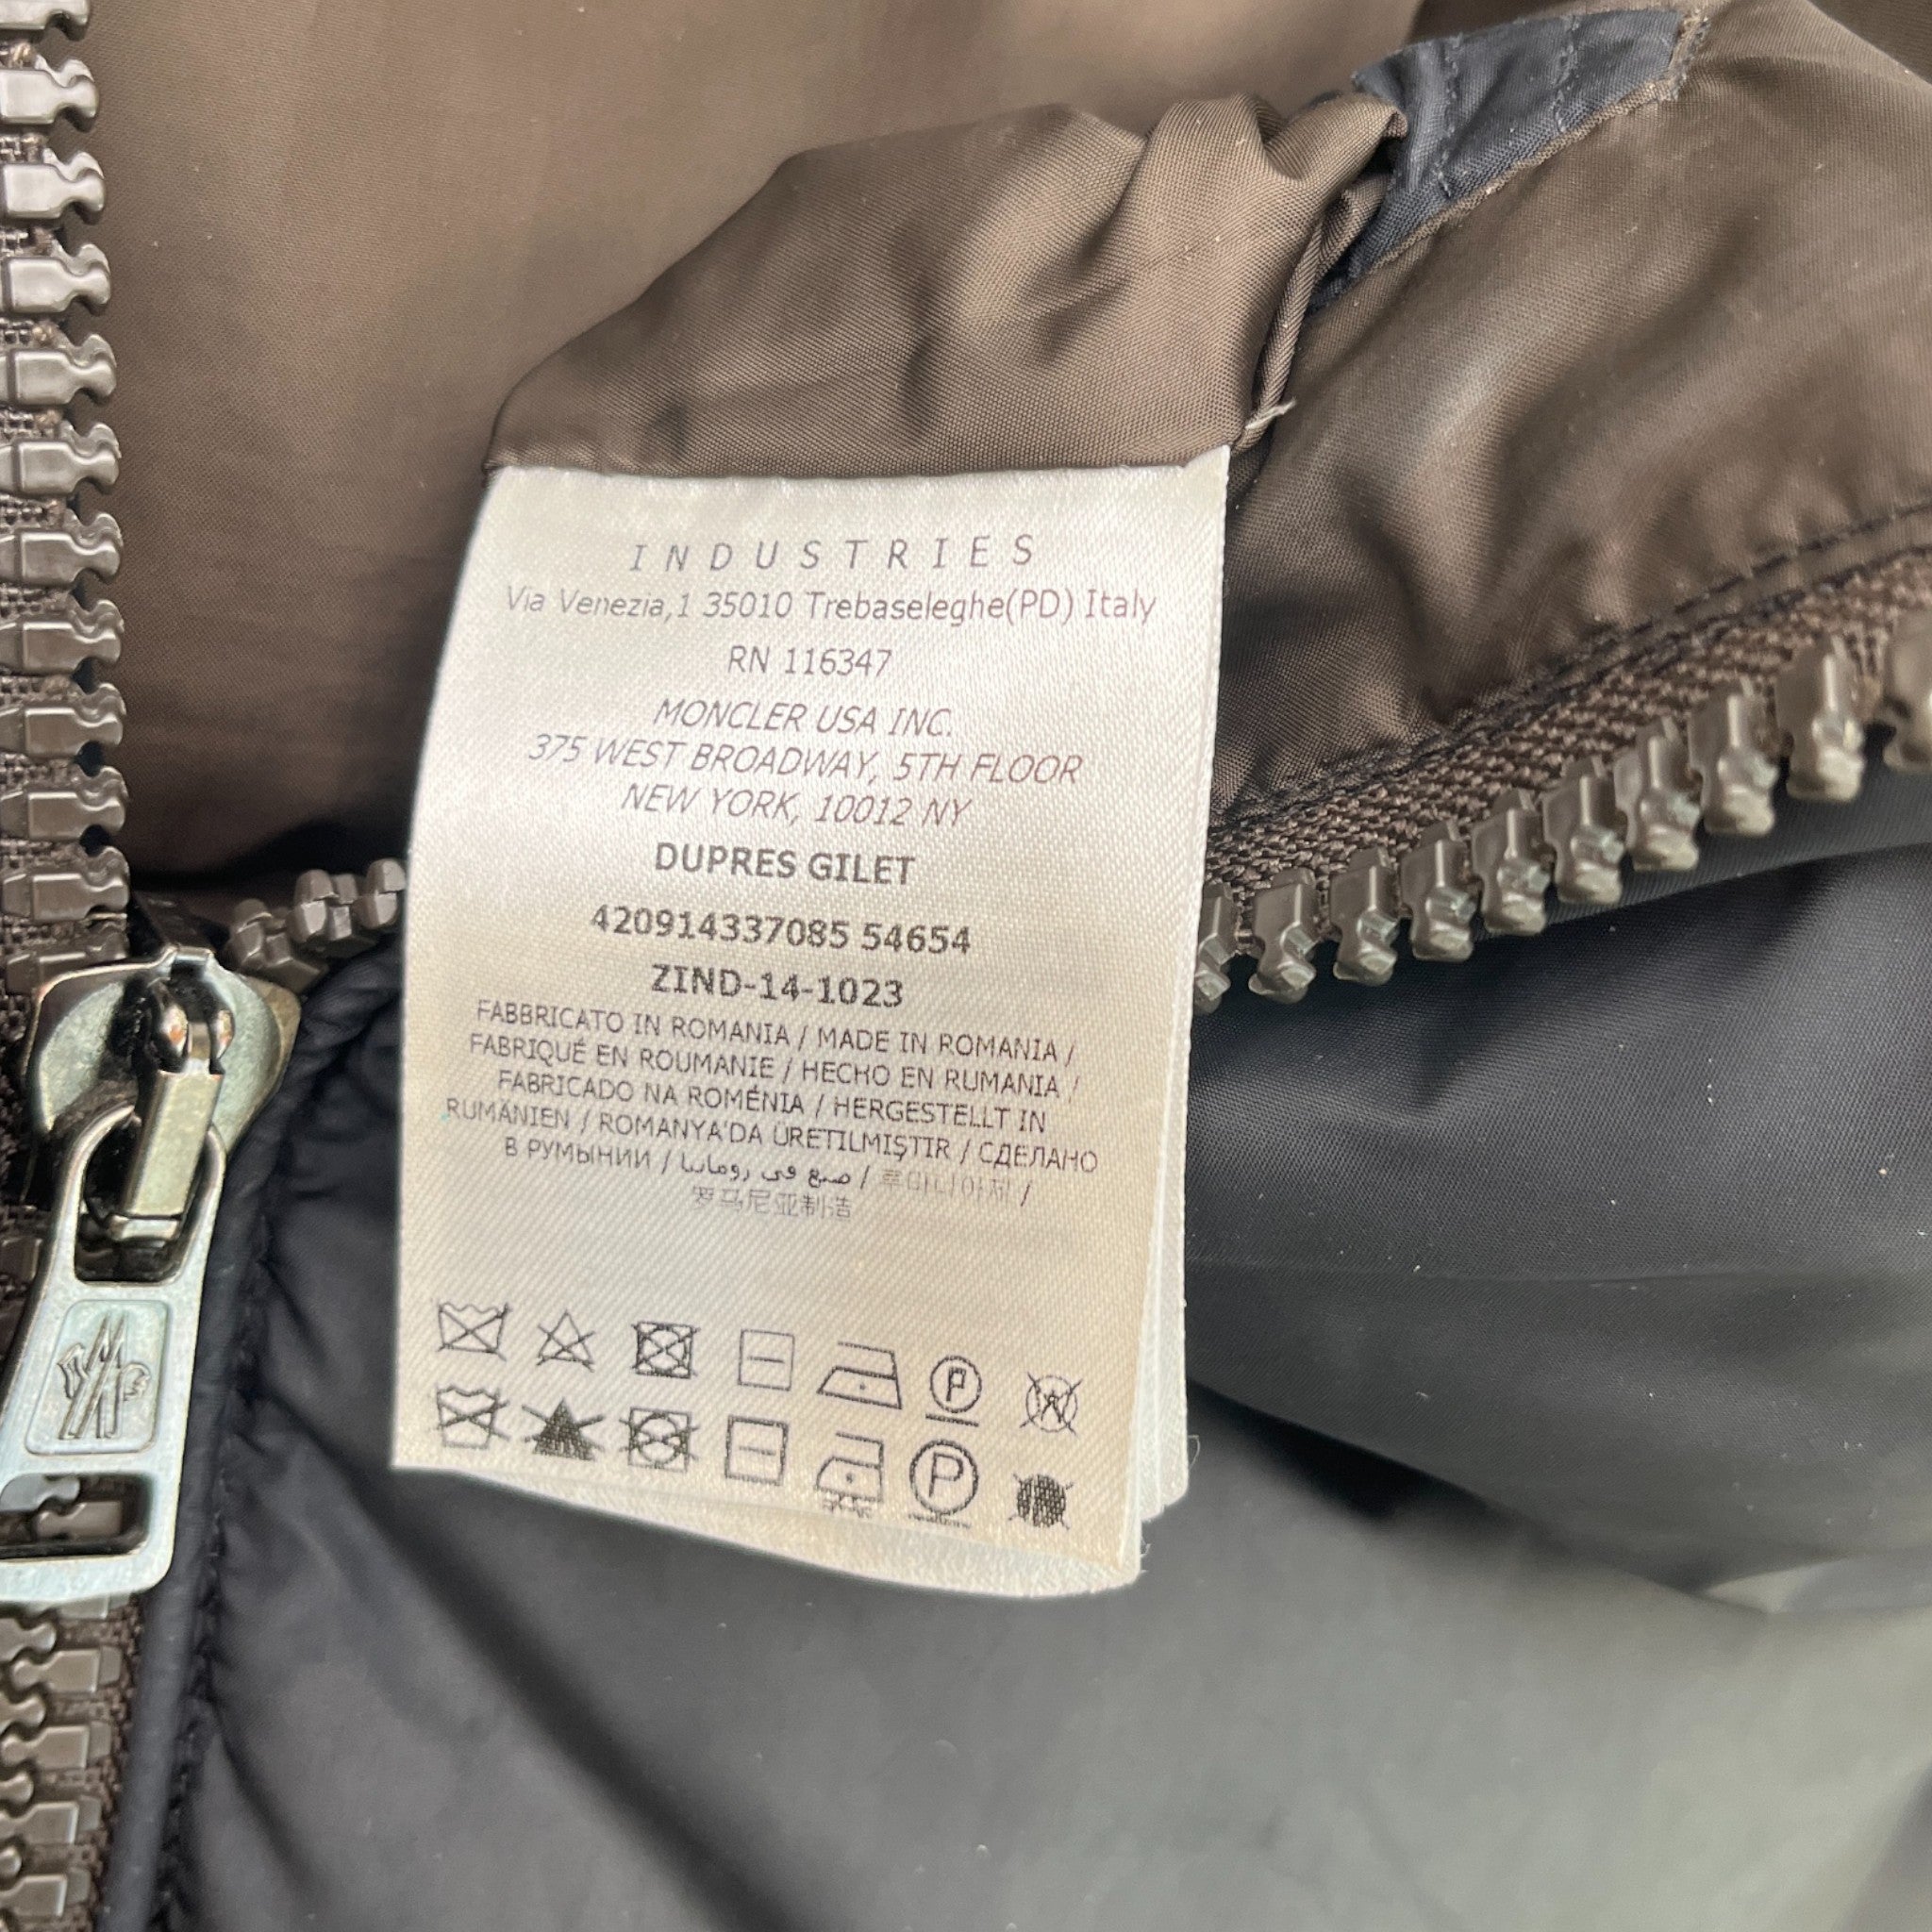 INDUSTRIES
Via Venezia,1 35010 Trebaseleghe(PD) Italy
RN 116347
MONCLER USA INC.
375 WEST BROADWAY, 5TH FLOOR
NEW YORK, 10012 NY
DUPRES GILET
420914337085 54654
ZIND-14-1023
FABBRICATO IN ROMANIA / MADE IN ROMANIA /
FABRIQUÉ EN ROUMANIE / HECHO EN RUMANIA /
FABRICADO NA ROMÉNIA / HERGESTELLT IN
RUMÄNIEN / ROMANYA'DA ÜRETILMIŞTIR / СДЕЛАНО
В РУМЫНИИ / صنع في رومانيا / 루마니아제 /
罗马尼亚制造
P W
P
M